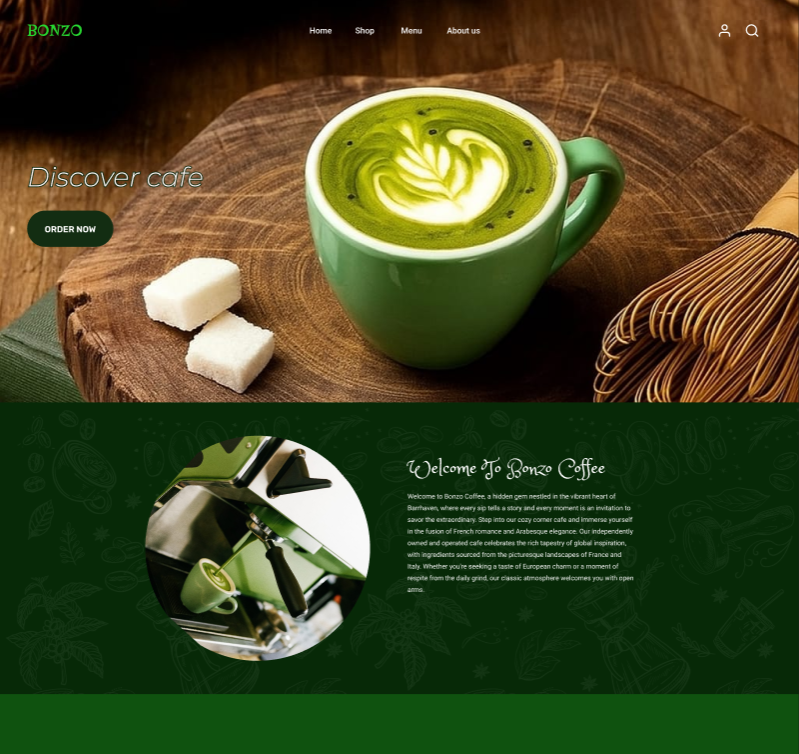 BONZO
Home Shop Menu About us
Discover cafe
ORDER NOW
Welcome To Bonzo Coffee
Welcome to Bonzo Coffee, a hidden gem nestled in the vibrant heart of
Barrhaven, where every sip tells a story and every moment is an invitation to
savor the extraordinary. Step into our cozy corner cafe and immerse yourself
in the fusion of French romance and Arabesque elegance. Our independently
owned and operated cafe celebrates the rich tapestry of global inspiration,
with ingredients sourced from the picturesque landscapes of France and
Italy. Whether you're seeking a taste of European charm or a moment of
respite from the daily grind, our classic atmosphere welcomes you with open
arms.